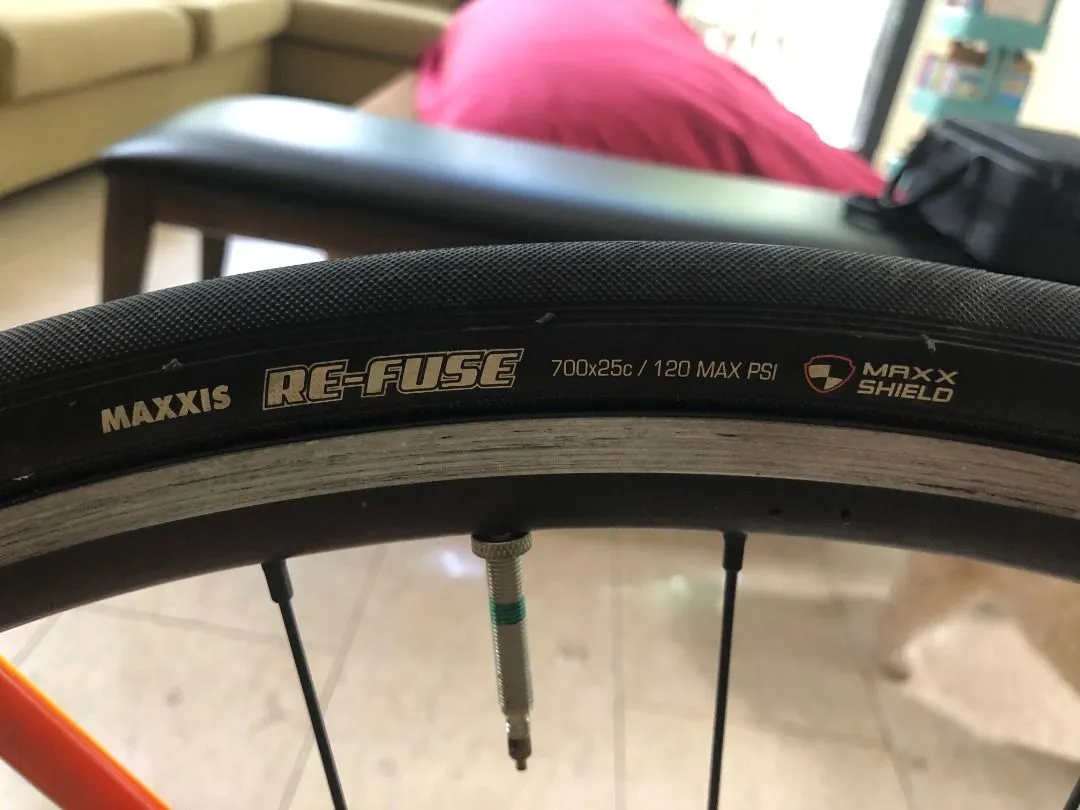 MAXXIS RE-FUSE 700x25c / 120 MAX PSI MAXX
SHIELD